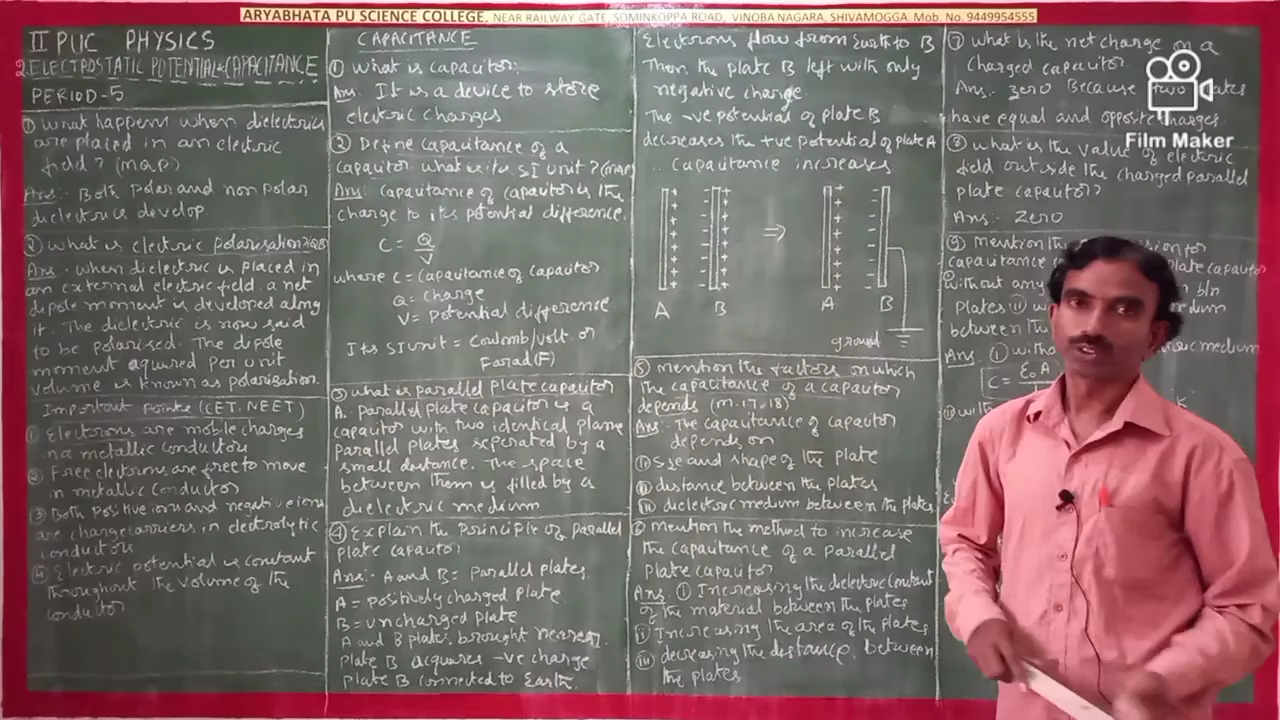 ARYABHATA PU SCIENCE COLLEGE, NEAR RAILWAY GATE, SOMINKOPPA ROAD, VINOBA NAGARA, SHIVAMOGGA. Mob. No. 9449954555
II PUC PHYSICS
2.ELECTROSTATIC POTENTIAL & CAPACITANCE
PERIOD-5
① What happens when dielectrics
are placed in an electric
field? (MQP)
Ans:- Both Polar and non Polar
dielectrics develop
② What is electric polarisation?
Ans:- When dielectric is placed in
an external electric field, a net
dipole moment is developed along
it. The dielectric is now said
to be polarised. The dipole
moment aquired per unit
volume is known as polarisation.
Important points (CET, NEET)
① Electrons are mobile charges
in a metallic conductors
② Free electrons are free to move
in metallic conductor
③ Both positive ions and negative ions
are charge carriers in electrolytic
conductors
④ Electric potential is constant
throughout the volume of the
conductor
CAPACITANCE
① What is capacitor.
Ans. It is a device to store
electric charges
② Define capacitance of a
capacitor. What is its SI unit?
Ans: Capacitance of capacitor is the
charge to its potential difference.
C = Q/V
where C = Capacitance of capacitor
Q = charge
V = potential difference
Its SI unit = Coulomb/volt or
Farad (F)
③ What is parallel plate capacitor
A. parallel plate capacitor is a
capacitor with two identical plane
parallel plates seperated by a
small distance. The space
between them is filled by a
dielectric medium
④ Explain the principle of parallel
plate capacitor
Ans:- A and B = Parallel plates.
A = positively charged plate
B = uncharged plate
A and B plates brought nearer,
plate B acquires -ve charge
plate B connected to Earth.
Electrons flow from Earth to B
Then the plate B left with only
negative charge.
The -ve potential of plate B
decreases the +ve potential of plate A
∴ Capacitance increases
A B ⇒ A B
ground
⑤ mention the factors on which
the capacitance of a capacitor
depends (M-17,18)
Ans:- The capacitance of capacitor
depends on
i) Size and shape of the plate
ii) distance between the plates
iii) dielectric medium between the plates.
⑥ mention the method to increase
the capacitance of a parallel
plate capacitor
Ans. ① Increasing the dielectric constant
of the material between the plates
ii) Increasing the area of the plates
iii) decreasing the distance, between
the plates
⑦ What is the net charge on a
charged capacitor
Ans:- Zero Because two plates
have equal and opposite charges.
⑧ What is the value of electric
field outside the charged parallel
plate capacitor?
Ans:- Zero
⑨ mention the
capacitance plate capacitor
① without any bln
plates ii)
between the
Ans. ① medium
C = ε₀A
Film Maker